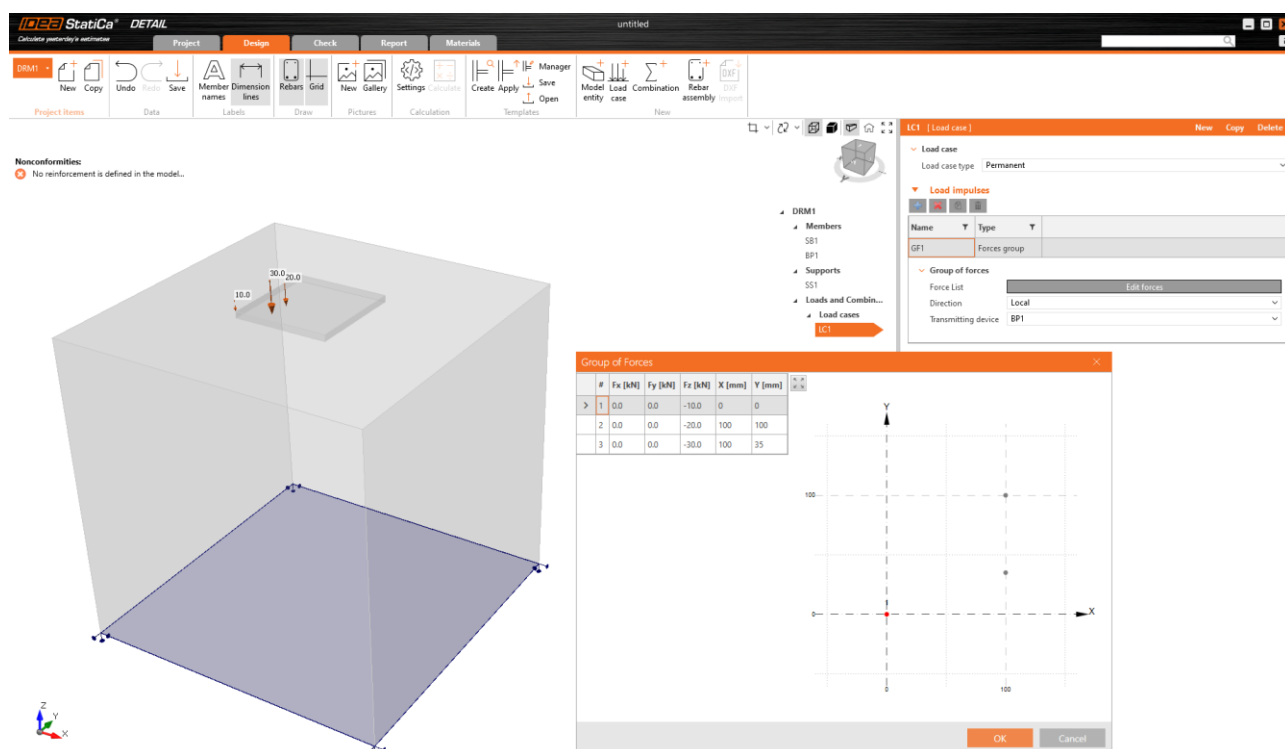 IDEA StatiCa® DETAIL
untitled
Calculate yesterday's estimates
Project Design Check Report Materials
DRM1
New Copy Undo Redo Save Member names Dimension lines Rebars Grid New Gallery Settings Calculate Create Apply Manager Save Open Model entity Load case Combination Rebar assembly DXF Import
Project Items Data Labels Draw Pictures Calculation Templates New
LC1 [Load case] New Copy Delete
Load case
Load case type Permanent
Nonconformities:
No reinforcement is defined in the model...
Load impulses
Name Type
GF1 Forces group
Group of forces
Force List Edit forces
Direction Local
Transmitting device BP1
DRM1
Members
SB1
BP1
Supports
SS1
Loads and Combin...
Load cases
LC1
30.0
20.0
10.0
Group of Forces
# Fx [kN] Fy [kN] Fz [kN] X [mm] Y [mm]
1 0.0 0.0 -10.0 0 0
2 0.0 0.0 -20.0 100 100
3 0.0 0.0 -30.0 100 35
Y
100
1
0
X
0 100
OK Cancel
Z
Y
X